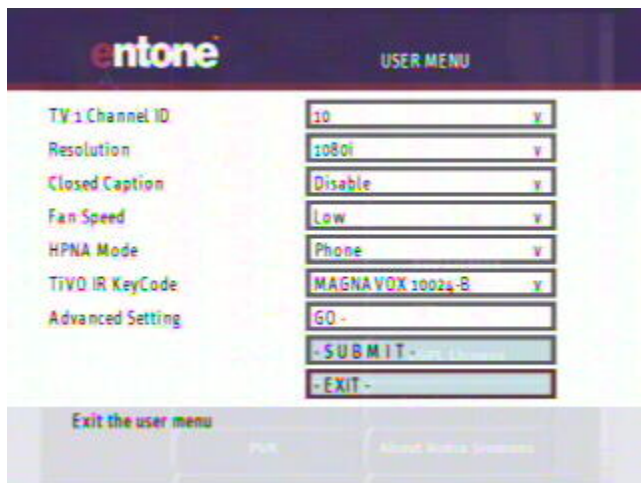 entone
USER MENU
TV 1 Channel ID 10 v
Resolution 1080i v
Closed Caption Disable v
Fan Speed Low v
HPNA Mode Phone v
TiVO IR KeyCode MAGNAVOX 10024-B v
Advanced Setting GO -
- S U B M I T -
- EXIT -
Exit the user menu
PVR